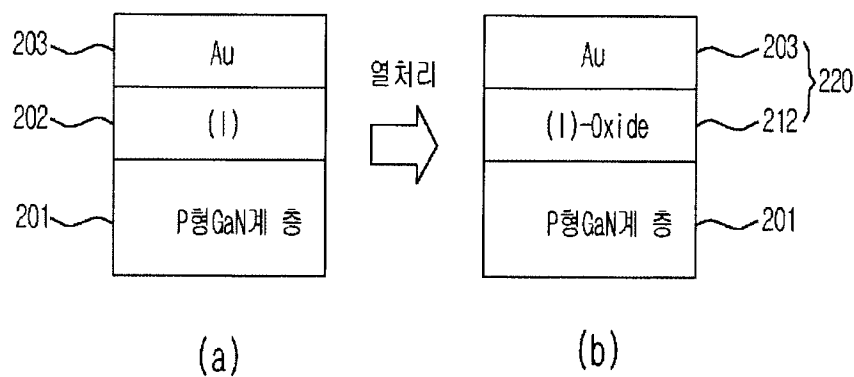 203 Au
202 (I)
201 P형GaN계 층
(a)
열처리
Au 203
(I)-Oxide 212
220
P형GaN계 층 201
(b)